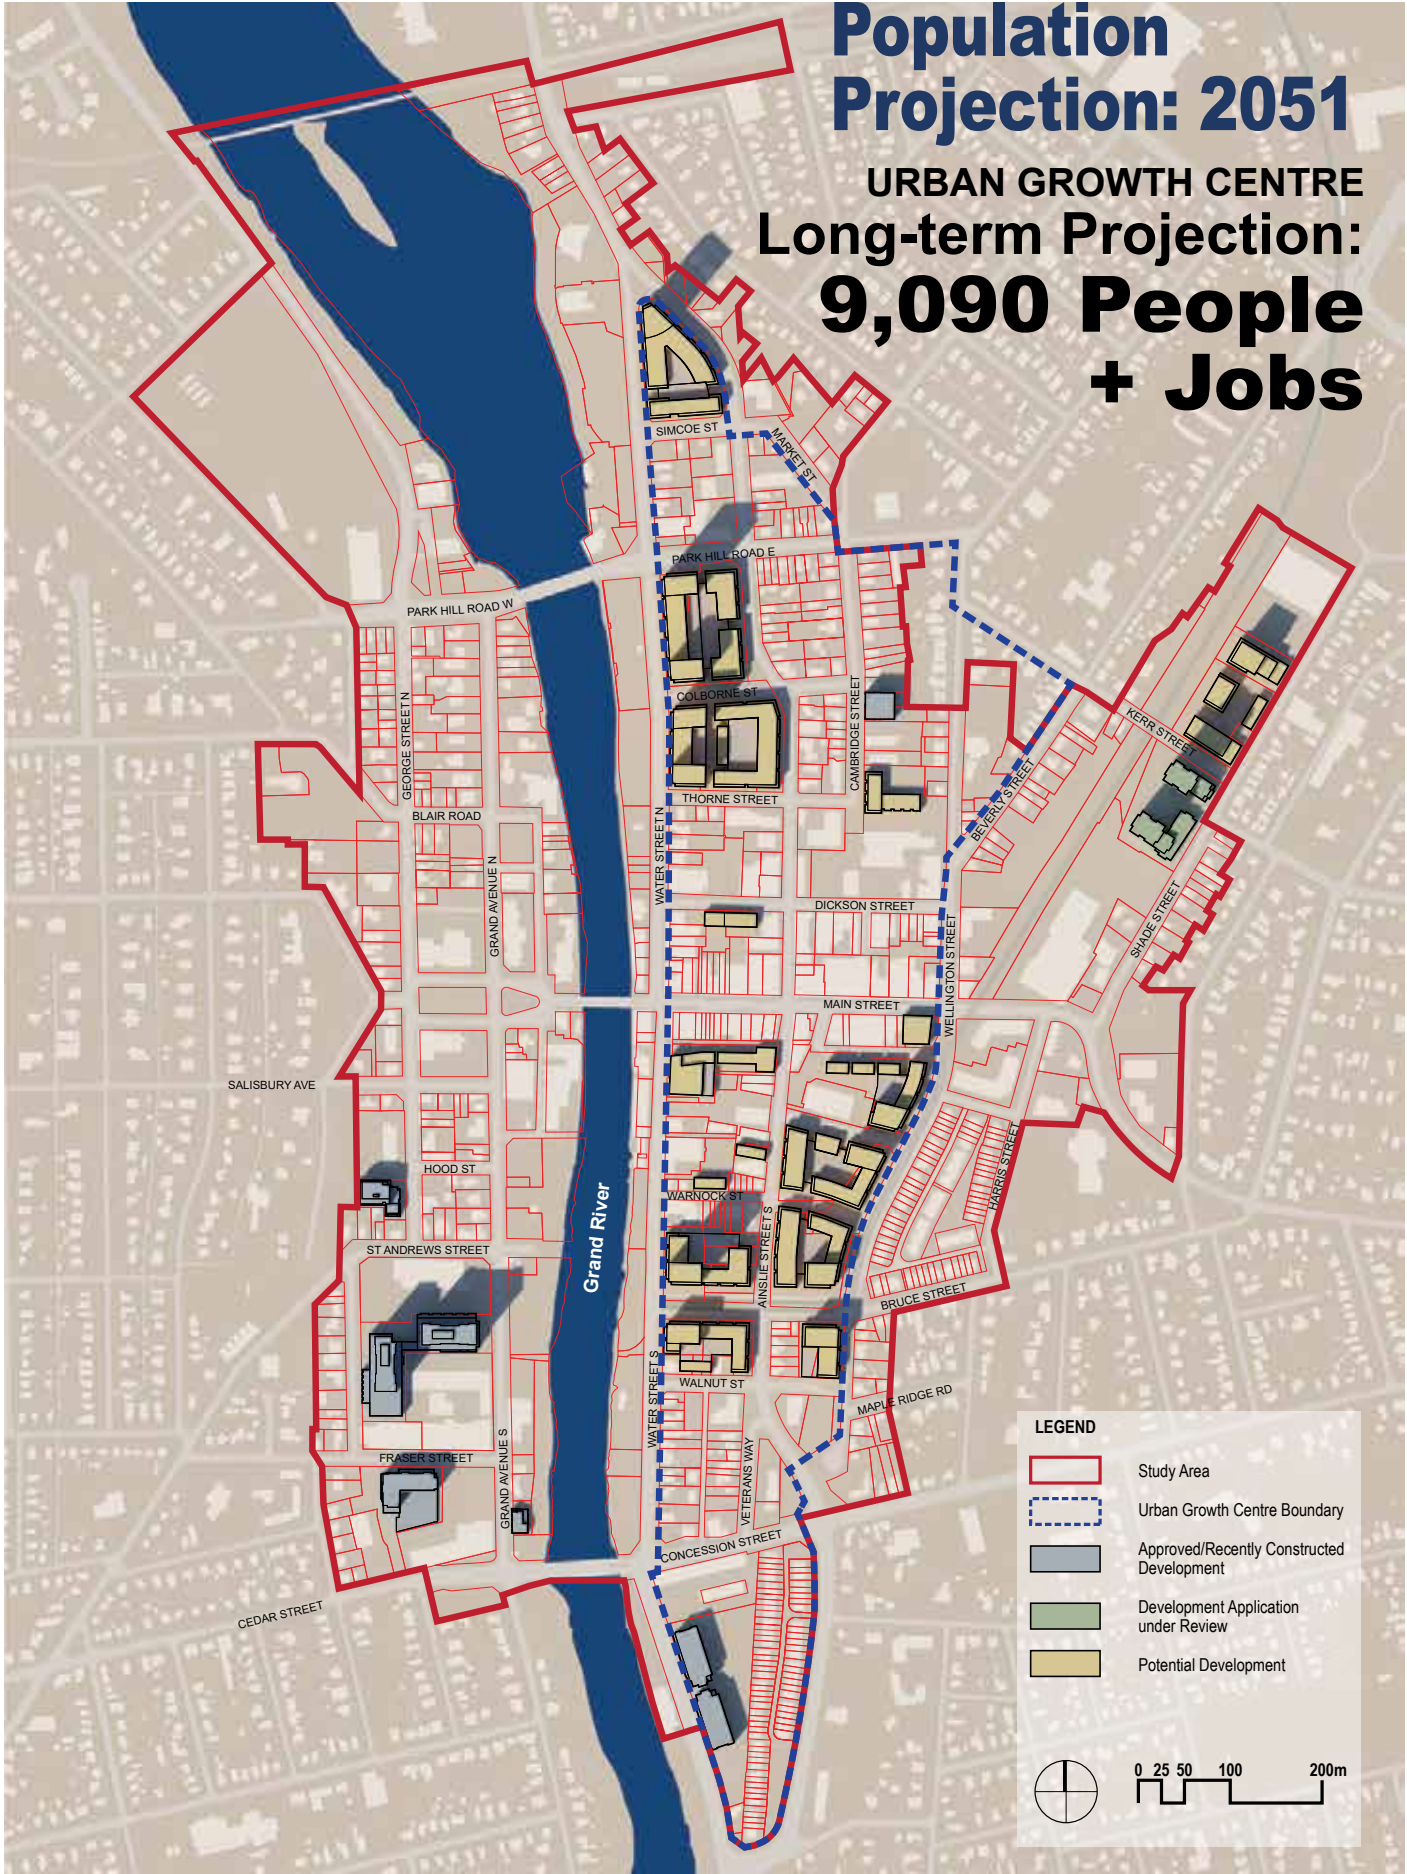 Population
Projection: 2051
URBAN GROWTH CENTRE
Long-term Projection:
9,090 People
+ Jobs
SIMCOE ST
MARKET ST
PARK HILL ROAD E
PARK HILL ROAD W
COLBORNE ST
GEORGE STREET N
CAMBRIDGE STREET
KERR STREET
BEVERLY STREET
THORNE STREET
BLAIR ROAD
WATER STREET N
GRAND AVENUE N
DICKSON STREET
SHADE STREET
WELLINGTON STREET
MAIN STREET
SALISBURY AVE
HOOD ST
HARRIS STREET
WARNOCK ST
Grand River
AINSLIE STREET S
ST ANDREWS STREET
BRUCE STREET
WALNUT ST
WATER STREET S
MAPLE RIDGE RD
FRASER STREET
GRAND AVENUE S
VETERANS WAY
CONCESSION STREET
CEDAR STREET
LEGEND
Study Area
Urban Growth Centre Boundary
Approved/Recently Constructed
Development
Development Application
under Review
Potential Development
0 25 50 100 200m